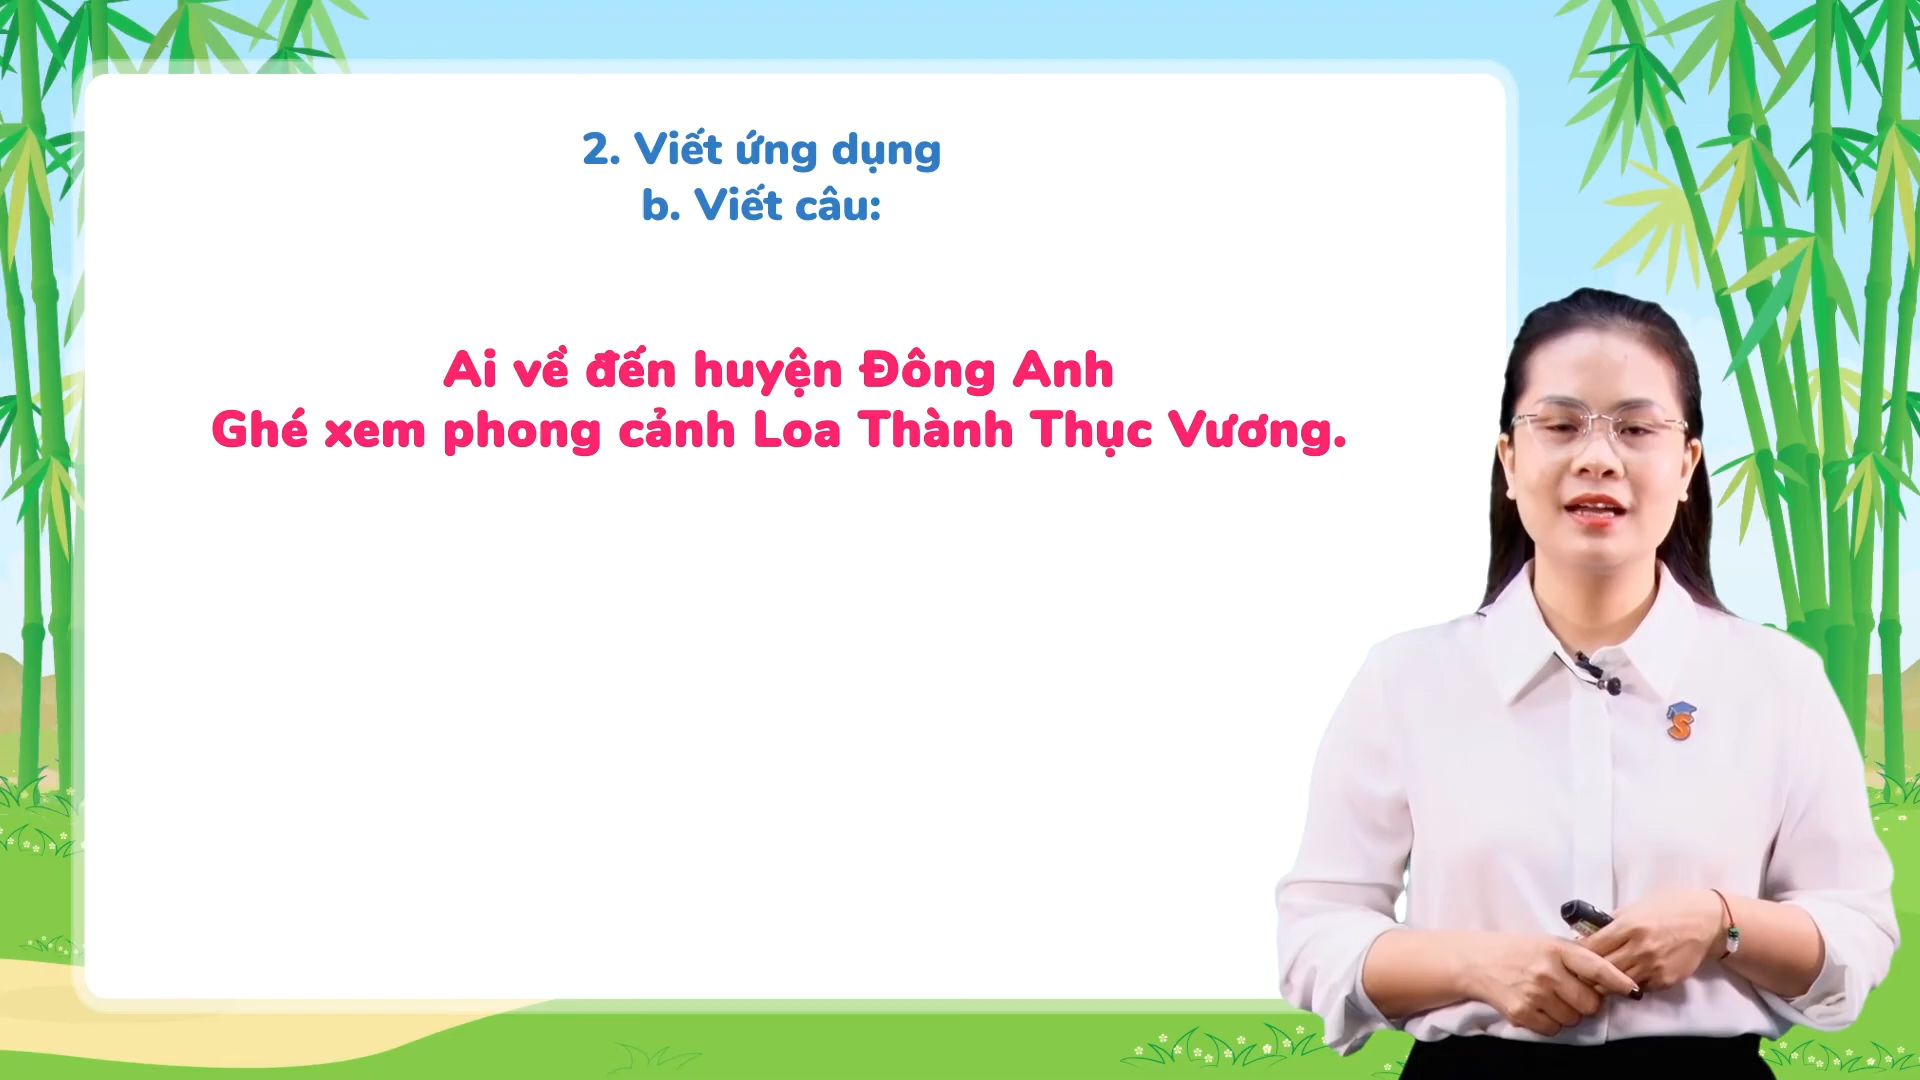 2. Viết ứng dụng
b. Viết câu:
Ai về đến huyện Đông Anh
Ghé xem phong cảnh Loa Thành Thục Vương.